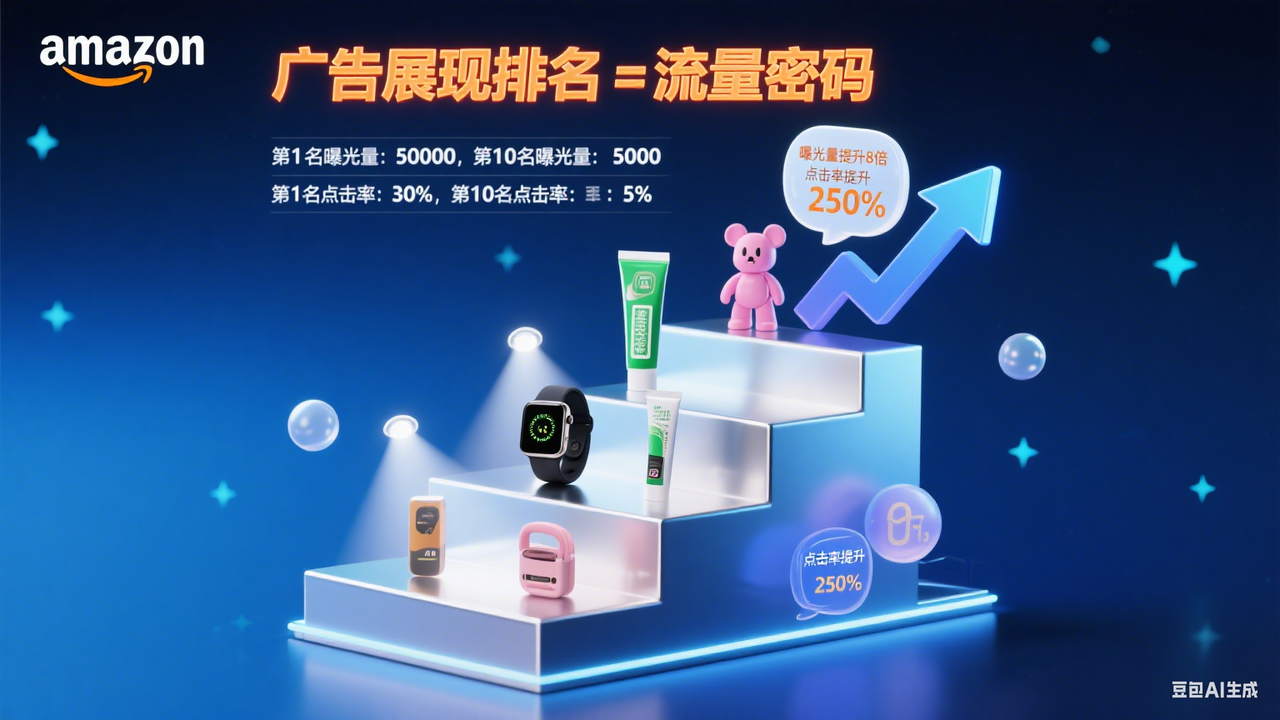 amazon
广告展现排名=流量密码
第1名曝光量：50000，第10名曝光量： 5000
第1名点击率：30%，第10名点击率： ：5%
曝光量提升8倍
点击率提升
250%
点击率提升
250%
豆包AI生成